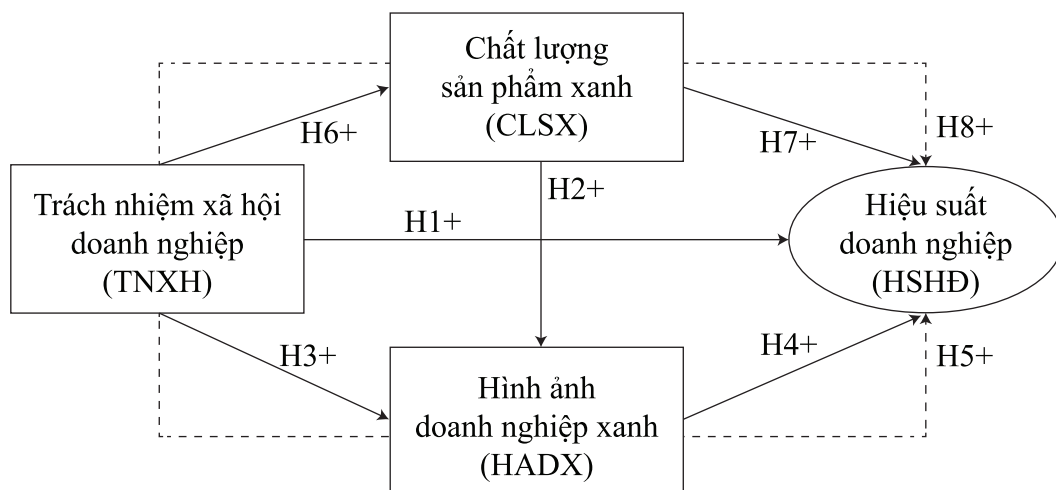 Chất lượng
sản phẩm xanh
(CLSX)
H6+
H7+
H8+
H2+
Trách nhiệm xã hội
doanh nghiệp
(TNXH)
H1+
Hiệu suất
doanh nghiệp
(HSHĐ)
H3+
H4+
H5+
Hình ảnh
doanh nghiệp xanh
(HADX)